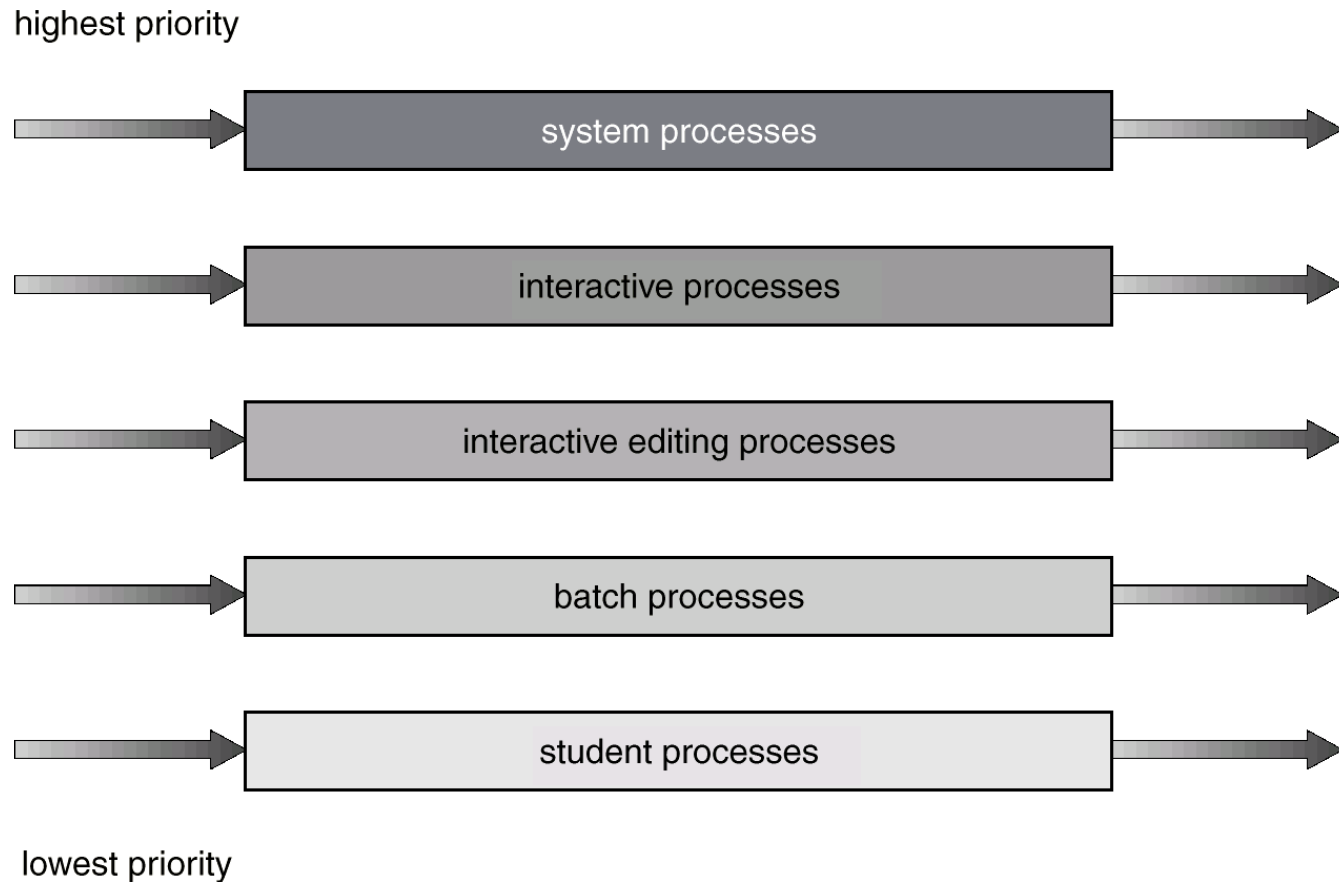 highest priority
system processes
interactive processes
interactive editing processes
batch processes
student processes
lowest priority